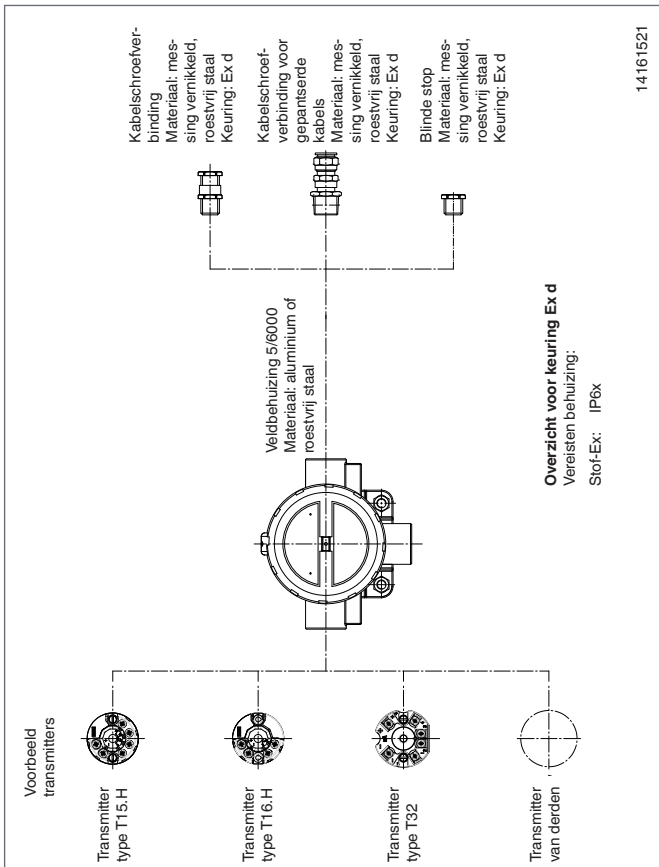 Voorbeeld
transmitters
Transmitter
type T15.H
Transmitter
type T16.H
Transmitter
type T32
Transmitter
van derden
Veldbehuizing 5/6000
Materiaal: aluminium of
roestvrij staal
Kabelschroefver-
binding
Materiaal: mes-
sing vernikkeld,
roestvrij staal
Keuring: Ex d
Kabelschroef-
verbinding voor
gepantserde
kabels
Materiaal: mes-
sing vernikkeld,
roestvrij staal
Keuring: Ex d
Blinde stop
Materiaal: mes-
sing vernikkeld,
roestvrij staal
Keuring: Ex d
Overzicht voor keuring Ex d
Vereisten behuizing:
Stof-Ex: IP6x
14161521